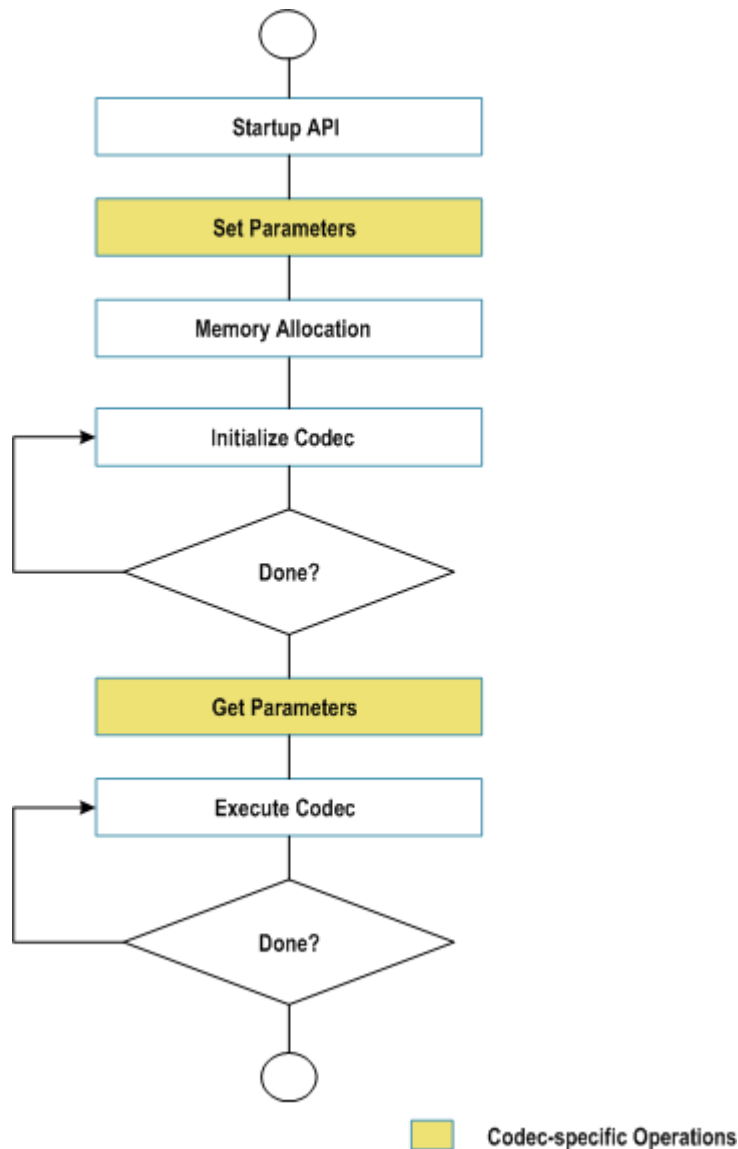 Startup API
Set Parameters
Memory Allocation
Initialize Codec
Done?
Get Parameters
Execute Codec
Done?
Codec-specific Operations